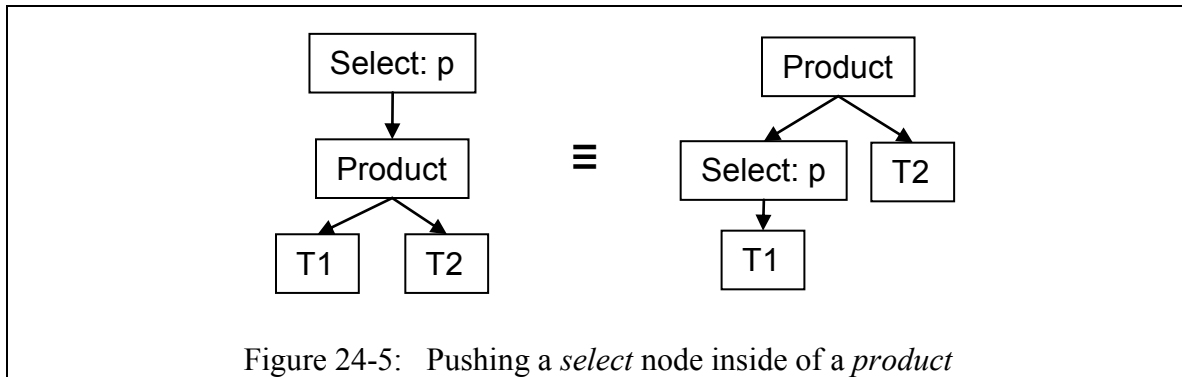 Select: p
Product
T1
T2
≡
Product
Select: p
T2
T1
Figure 24-5: Pushing a select node inside of a product